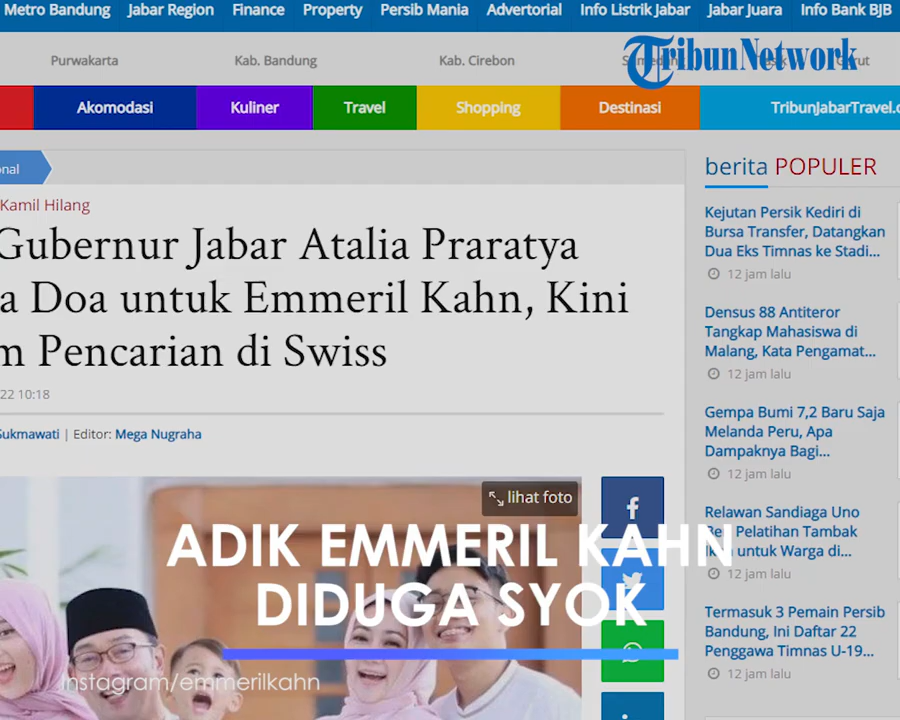 Metro Bandung Jabar Region Finance Property Persib Mania Advertorial Info Listrik Jabar Jabar Juara Info Bank BJB
Purwakarta Kab. Bandung Kab. Cirebon
TribunNetwork
Akomodasi Kuliner Travel Shopping Destinasi TribunJabarTravel.c
onal
Kamil Hilang
Gubernur Jabar Atalia Praratya
a Doa untuk Emmeril Kahn, Kini
m Pencarian di Swiss
22 10:18
Sukmawati | Editor: Mega Nugraha
lihat foto
ADIK EMMERIL KAHN
DIDUGA SYOK
instagram/emmerilkahn
berita POPULER
Kejutan Persik Kediri di
Bursa Transfer, Datangkan
Dua Eks Timnas ke Stadi...
12 jam lalu
Densus 88 Antiteror
Tangkap Mahasiswa di
Malang, Kata Pengamat...
12 jam lalu
Gempa Bumi 7,2 Baru Saja
Melanda Peru, Apa
Dampaknya Bagi...
12 jam lalu
Relawan Sandiaga Uno
Pelatihan Tambak
untuk Warga di...
12 jam lalu
Termasuk 3 Pemain Persib
Bandung, Ini Daftar 22
Penggawa Timnas U-19...
12 jam lalu